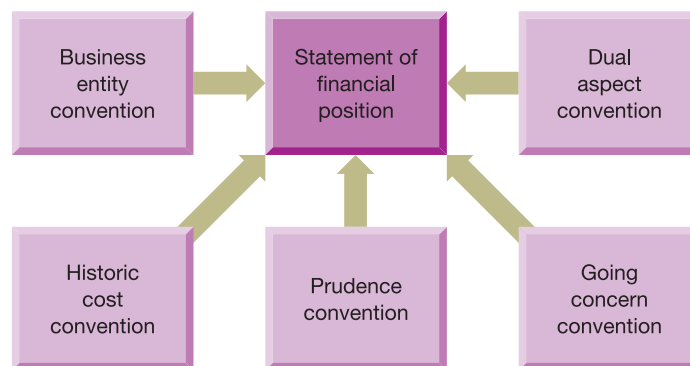 Business
entity
convention
Statement of
financial
position
Dual
aspect
convention
Historic
cost
convention
Prudence
convention
Going
concern
convention